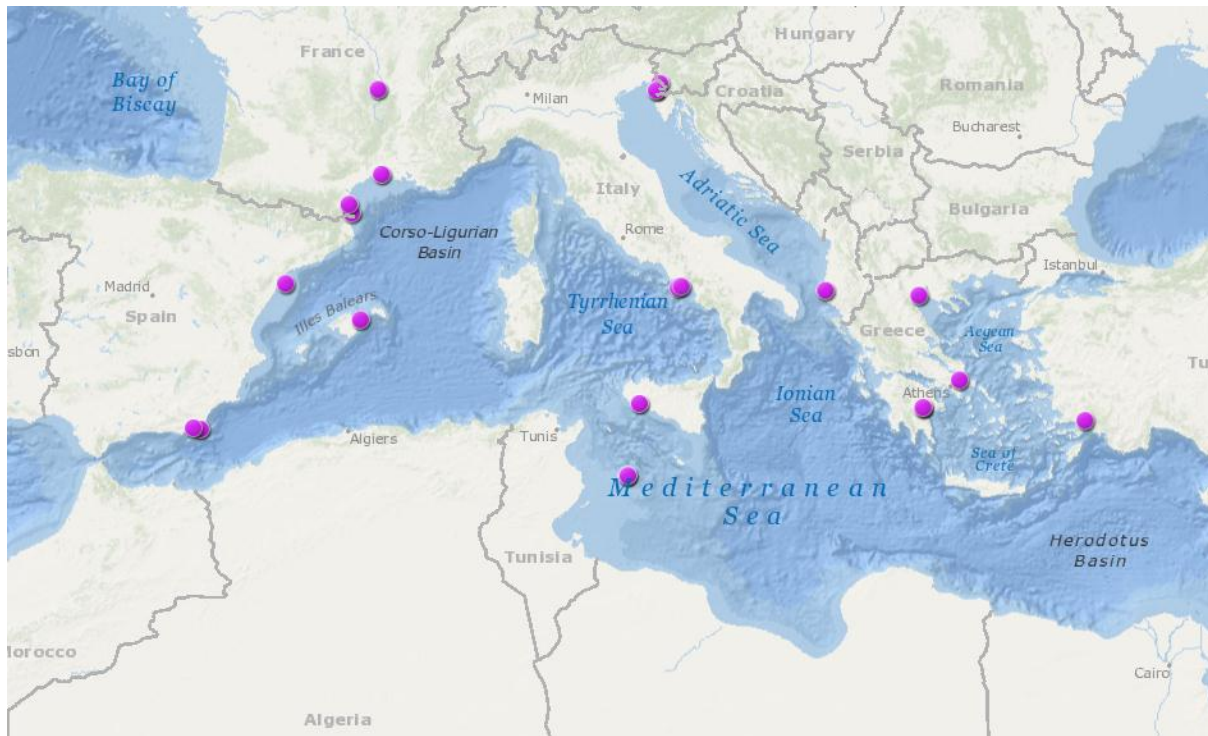 France
Hungary
Bay of
Biscay
Milan
Croatia
Romania
Bucharest
Serbia
Italy
Adriatic Sea
Bulgaria
Corso-Ligurian
Basin
Rome
Istanbul
Madrid
Spain
Illes Balears
Tyrrhenian
Sea
Greece
Aegean
Sea
sbon
Tu
Athens
Ionian
Sea
Algiers
Tunis
Sea of
Crete
Mediterranean
Sea
Tunisia
Herodotus
Basin
Morocco
Cairo
Algeria